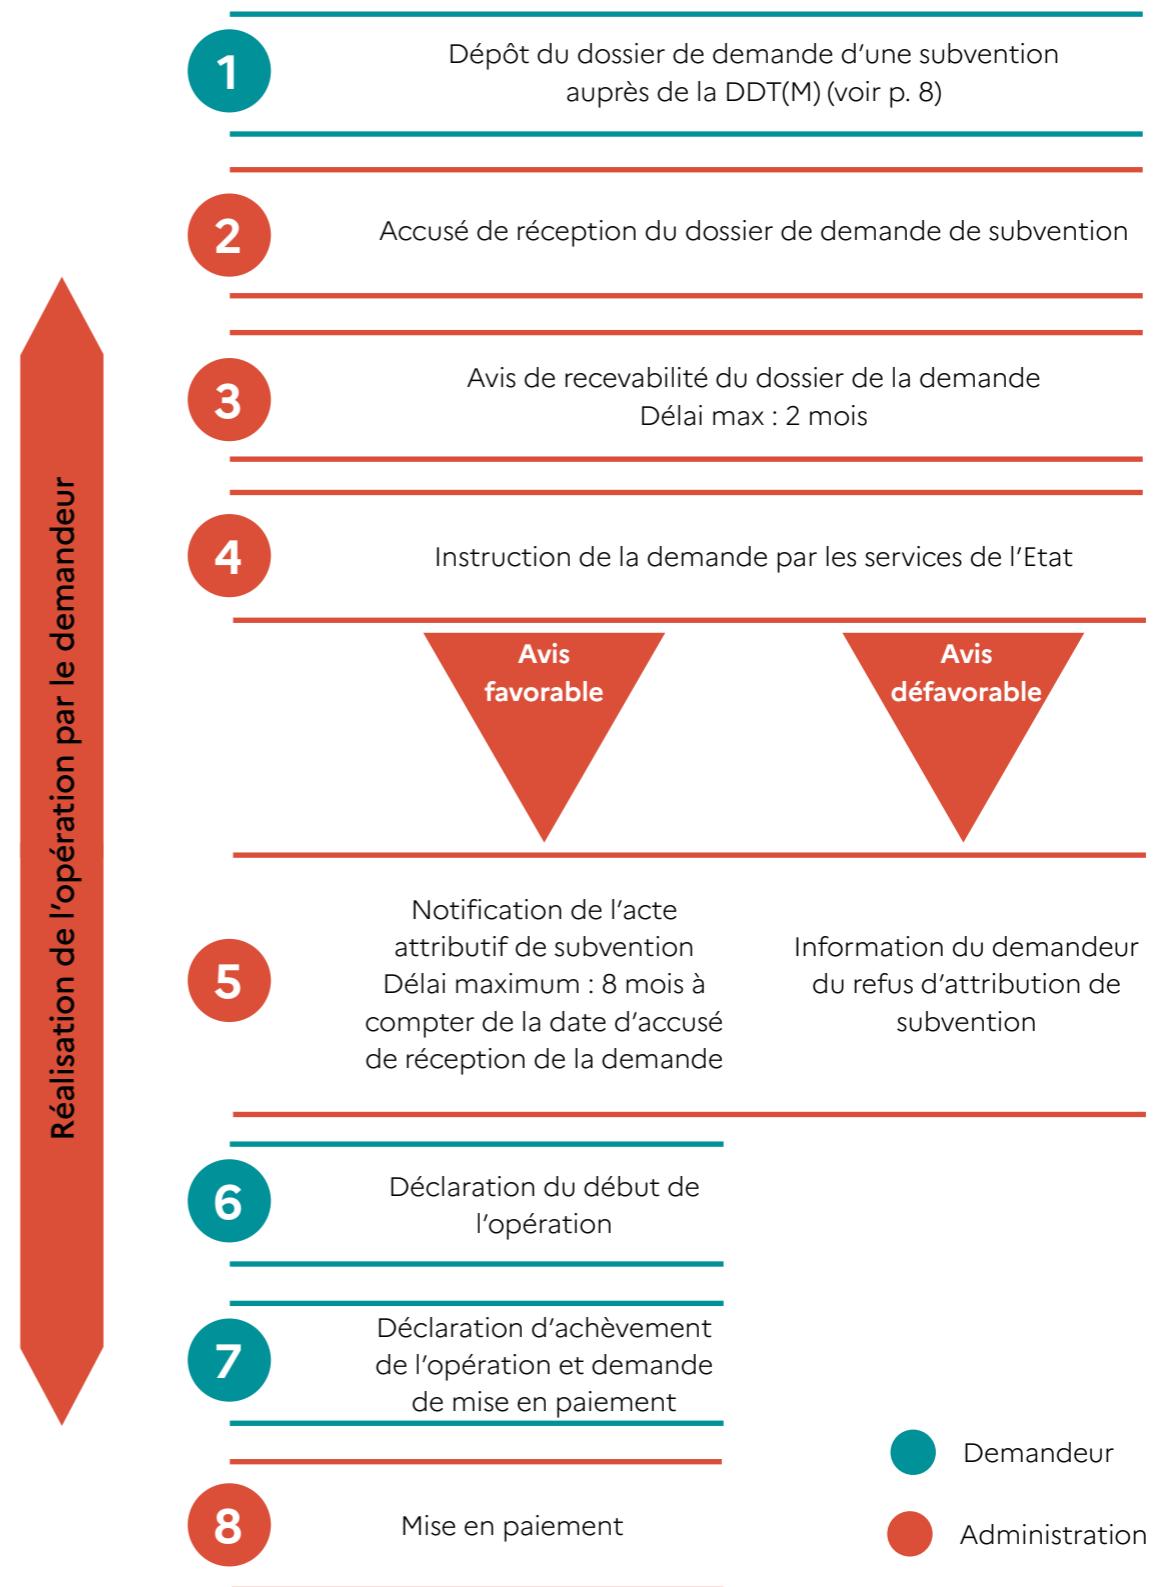 1
Dépôt du dossier de demande d'une subvention
auprès de la DDT(M) (voir p. 8)
2
Accusé de réception du dossier de demande de subvention
3
Avis de recevabilité du dossier de la demande
Délai max : 2 mois
4
Instruction de la demande par les services de l'Etat
Avis
favorable
Avis
défavorable
Réalisation de l'opération par le demandeur
5
Notification de l'acte
attributif de subvention
Délai maximum : 8 mois à
compter de la date d'accusé
de réception de la demande
Information du demandeur
du refus d'attribution de
subvention
6
Déclaration du début de
l'opération
7
Déclaration d'achèvement
de l'opération et demande
de mise en paiement
8
Mise en paiement
Demandeur
Administration